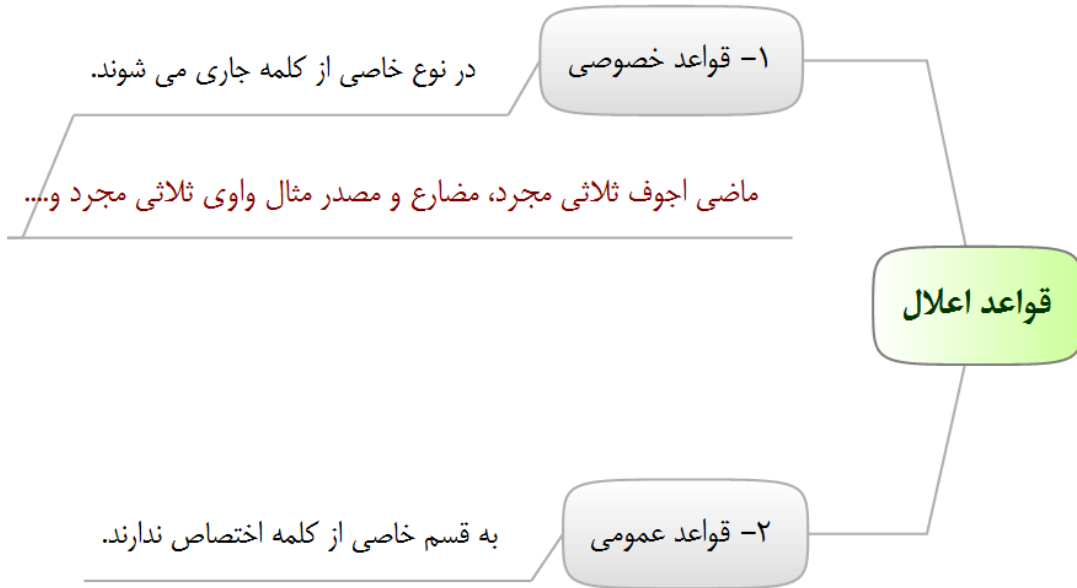 قواعد اعلال
۱- قواعد خصوصی
در نوع خاصی از کلمه جاری می شوند.
ماضی اجوف ثلاثی مجرد، مضارع و مصدر مثال واوی ثلاثی مجرد و....
۲- قواعد عمومی
به قسم خاصی از کلمه اختصاص ندارند.